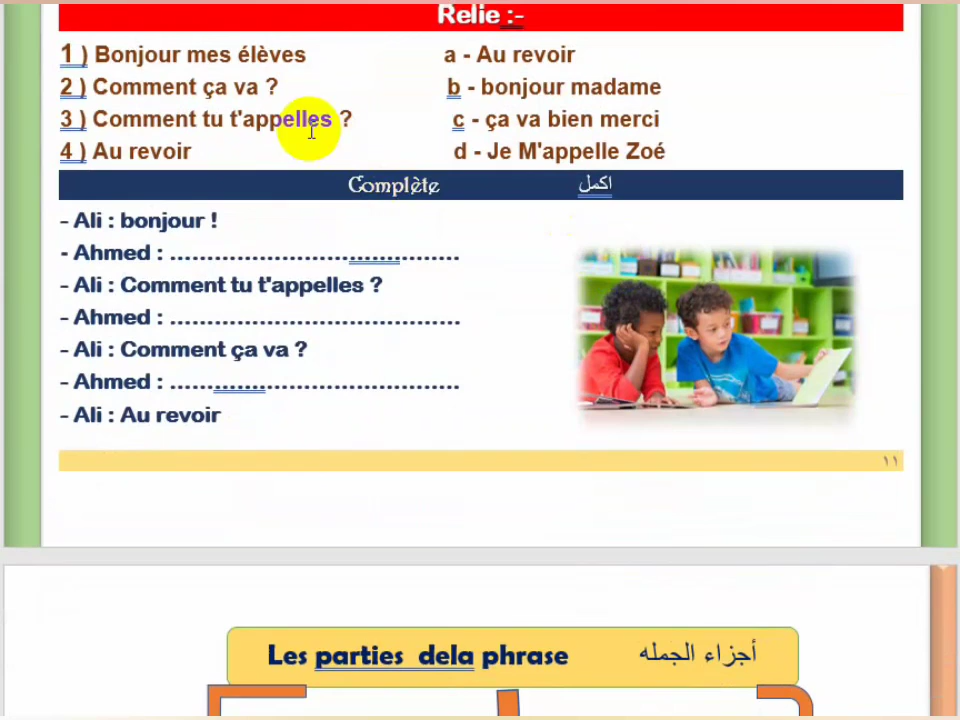 Relie :-
1 ) Bonjour mes élèves a - Au revoir
2 ) Comment ça va ? b - bonjour madame
3 ) Comment tu t'appelles ? c - ça va bien merci
4 ) Au revoir d - Je M'appelle Zoé
Complète اكمل
- Ali : bonjour !
- Ahmed : ......................................
- Ali : Comment tu t'appelles ?
- Ahmed : ......................................
- Ali : Comment ça va ?
- Ahmed : ......................................
- Ali : Au revoir
١١
Les parties dela phrase أجزاء الجمله